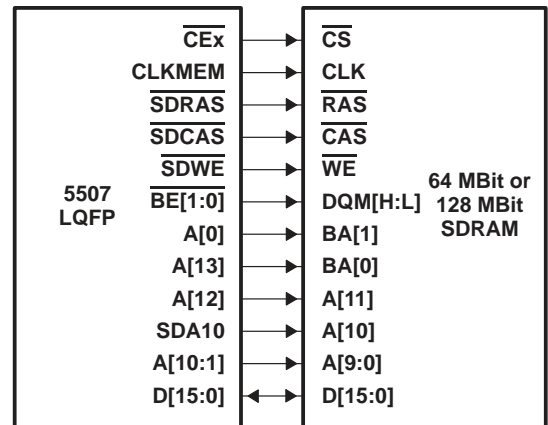 CEx CS
CLKMEM CLK
SDRAS RAS
SDCAS CAS
SDWE WE
5507
LQFP
BE[1:0] DQM[H:L]
64 MBit or
128 MBit
SDRAM
A[0] BA[1]
A[13] BA[0]
A[12] A[11]
SDA10 A[10]
A[10:1] A[9:0]
D[15:0] D[15:0]